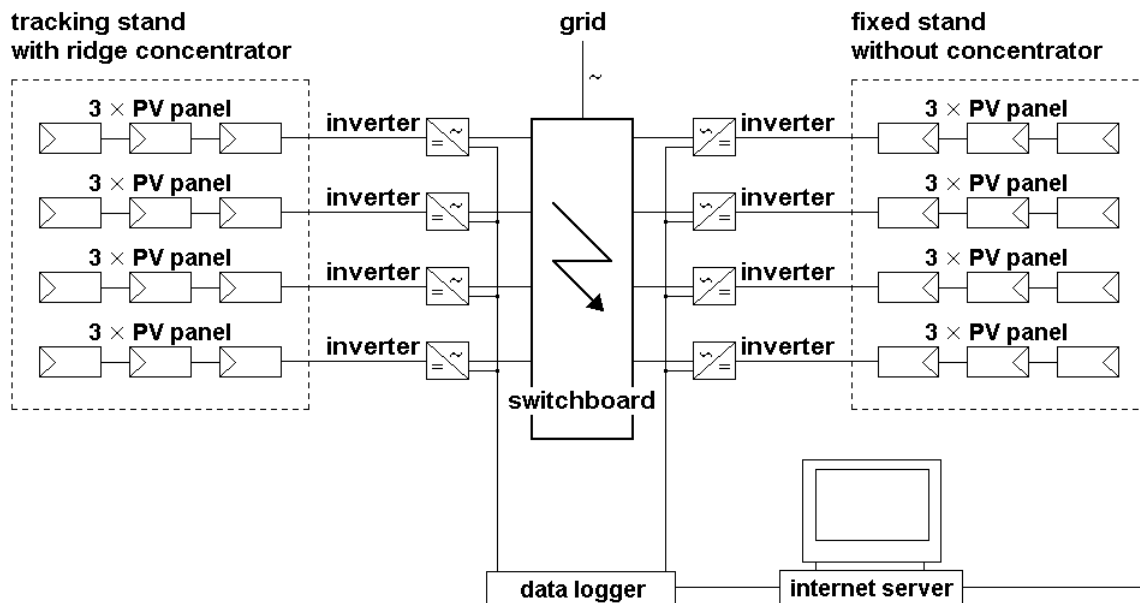 tracking stand
with ridge concentrator
grid
fixed stand
without concentrator
~
3 × PV panel
inverter
~
=
~
=
inverter
3 × PV panel
3 × PV panel
inverter
~
=
~
=
inverter
3 × PV panel
3 × PV panel
inverter
~
=
~
=
inverter
3 × PV panel
3 × PV panel
inverter
~
=
~
=
inverter
3 × PV panel
switchboard
data logger
internet server